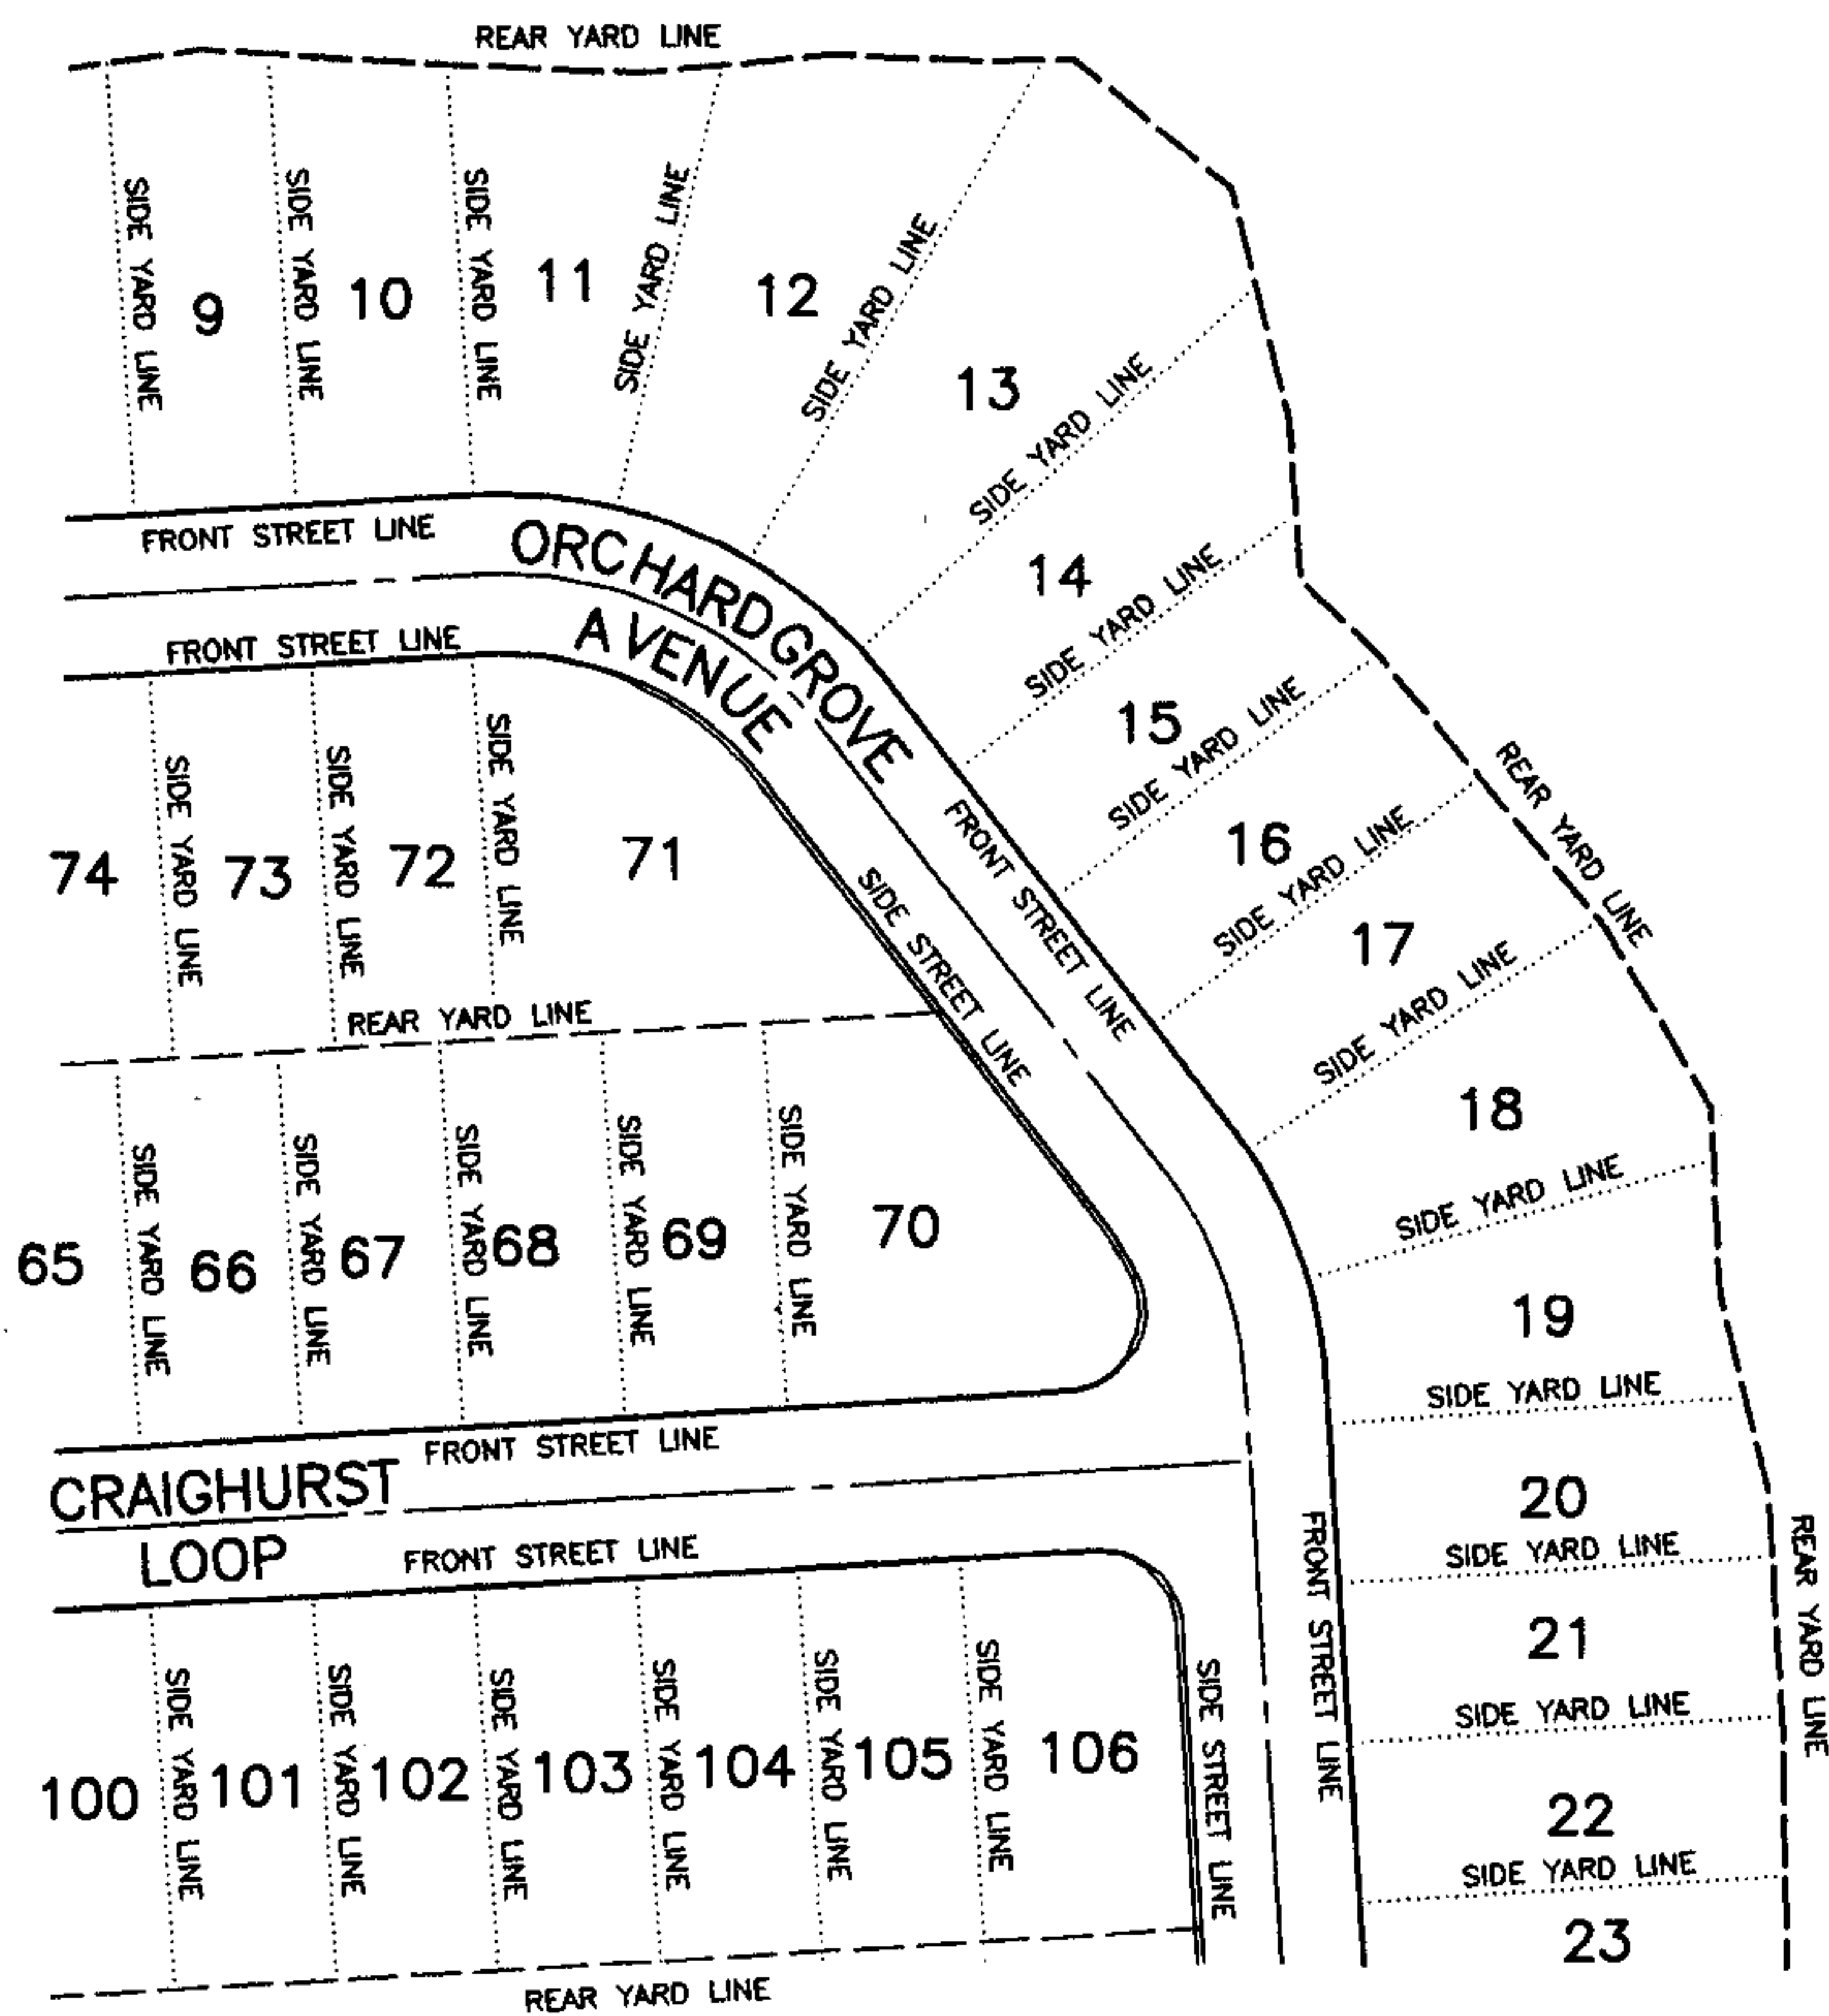 REAR YARD LINE
SIDE YARD LINE
9
SIDE YARD LINE
10
SIDE YARD LINE
11
SIDE YARD LINE
12
SIDE YARD LINE
13
SIDE YARD LINE
14
SIDE YARD LINE
15
SIDE YARD LINE
16
SIDE YARD LINE
17
SIDE YARD LINE
18
SIDE YARD LINE
19
SIDE YARD LINE
20
SIDE YARD LINE
21
SIDE YARD LINE
22
SIDE YARD LINE
23
REAR YARD LINE
REAR YARD LINE
FRONT STREET LINE
ORCHARDGROVE
AVENUE
FRONT STREET LINE
FRONT STREET LINE
SIDE STREET LINE
FRONT STREET LINE
74
SIDE YARD LINE
73
SIDE YARD LINE
72
SIDE YARD LINE
71
REAR YARD LINE
65
SIDE YARD LINE
66
SIDE YARD LINE
67
SIDE YARD LINE
68
SIDE YARD LINE
69
SIDE YARD LINE
70
FRONT STREET LINE
CRAIGHURST
LOOP
FRONT STREET LINE
100
SIDE YARD LINE
101
SIDE YARD LINE
102
SIDE YARD LINE
103
SIDE YARD LINE
104
SIDE YARD LINE
105
SIDE YARD LINE
106
SIDE STREET LINE
REAR YARD LINE